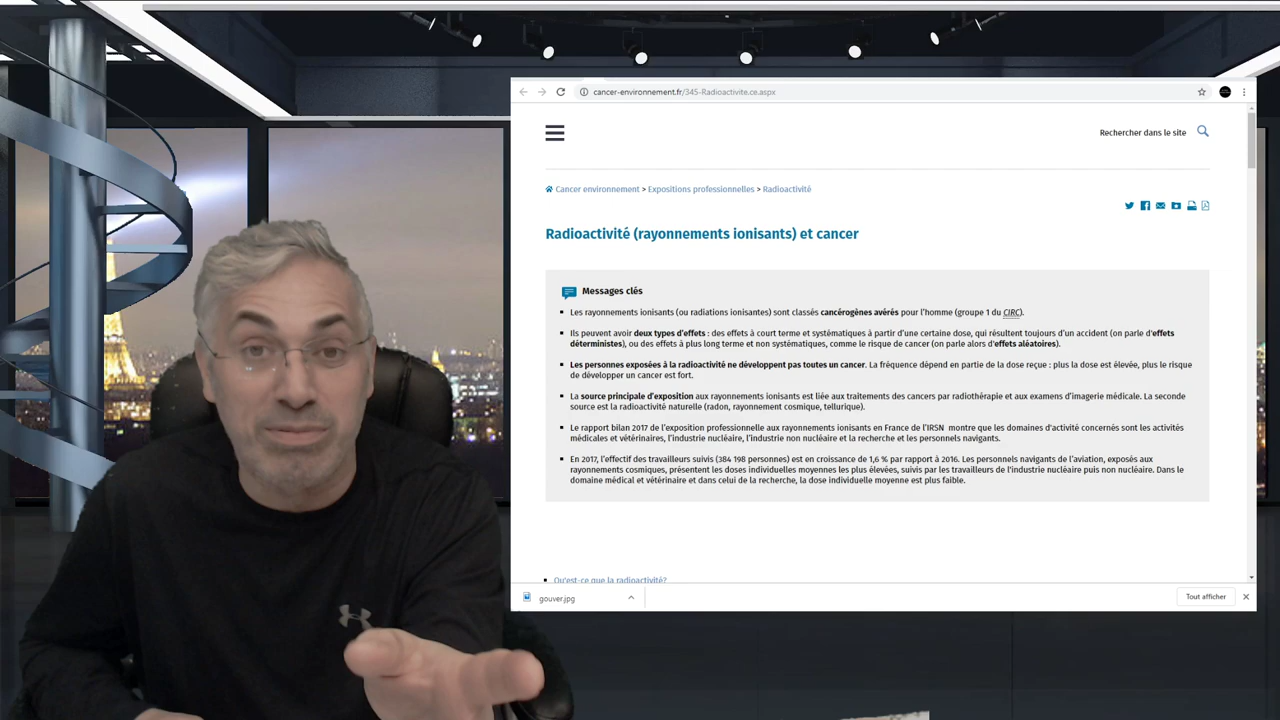 cancer-environnement.fr/345-Radioactivite.ce.aspx
Rechercher dans le site
Cancer environnement > Expositions professionnelles > Radioactivité
Radioactivité (rayonnements ionisants) et cancer
Messages clés
Les rayonnements ionisants (ou radiations ionisantes) sont classés cancérogènes avérés pour l'homme (groupe 1 du CIRC).
Ils peuvent avoir deux types d'effets : des effets à court terme et systématiques à partir d'une certaine dose, qui résultent toujours d'un accident (on parle d'effets
déterministes), ou des effets à plus long terme et non systématiques, comme le risque de cancer (on parle alors d'effets aléatoires).
Les personnes exposées à la radioactivité ne développent pas toutes un cancer. La fréquence dépend en partie de la dose reçue : plus la dose est élevée, plus le risque
de développer un cancer est fort.
La source principale d'exposition aux rayonnements ionisants est liée aux traitements des cancers par radiothérapie et aux examens d'imagerie médicale. La seconde
source est la radioactivité naturelle (radon, rayonnement cosmique, tellurique).
Le rapport bilan 2017 de l'exposition professionnelle aux rayonnements ionisants en France de l'IRSN montre que les domaines d'activité concernés sont les activités
médicales et vétérinaires, l'industrie nucléaire, l'industrie non nucléaire et la recherche et les personnels navigants.
En 2017, l'effectif des travailleurs suivis (384 198 personnes) est en croissance de 1,6 % par rapport à 2016. Les personnels navigants de l'aviation, exposés aux
rayonnements cosmiques, présentent les doses individuelles moyennes les plus élevées, suivis par les travailleurs de l'industrie nucléaire puis non nucléaire. Dans le
domaine médical et vétérinaire et dans celui de la recherche, la dose individuelle moyenne est plus faible.
Qu'est-ce que la radioactivité?
gouver.jpg
Tout afficher